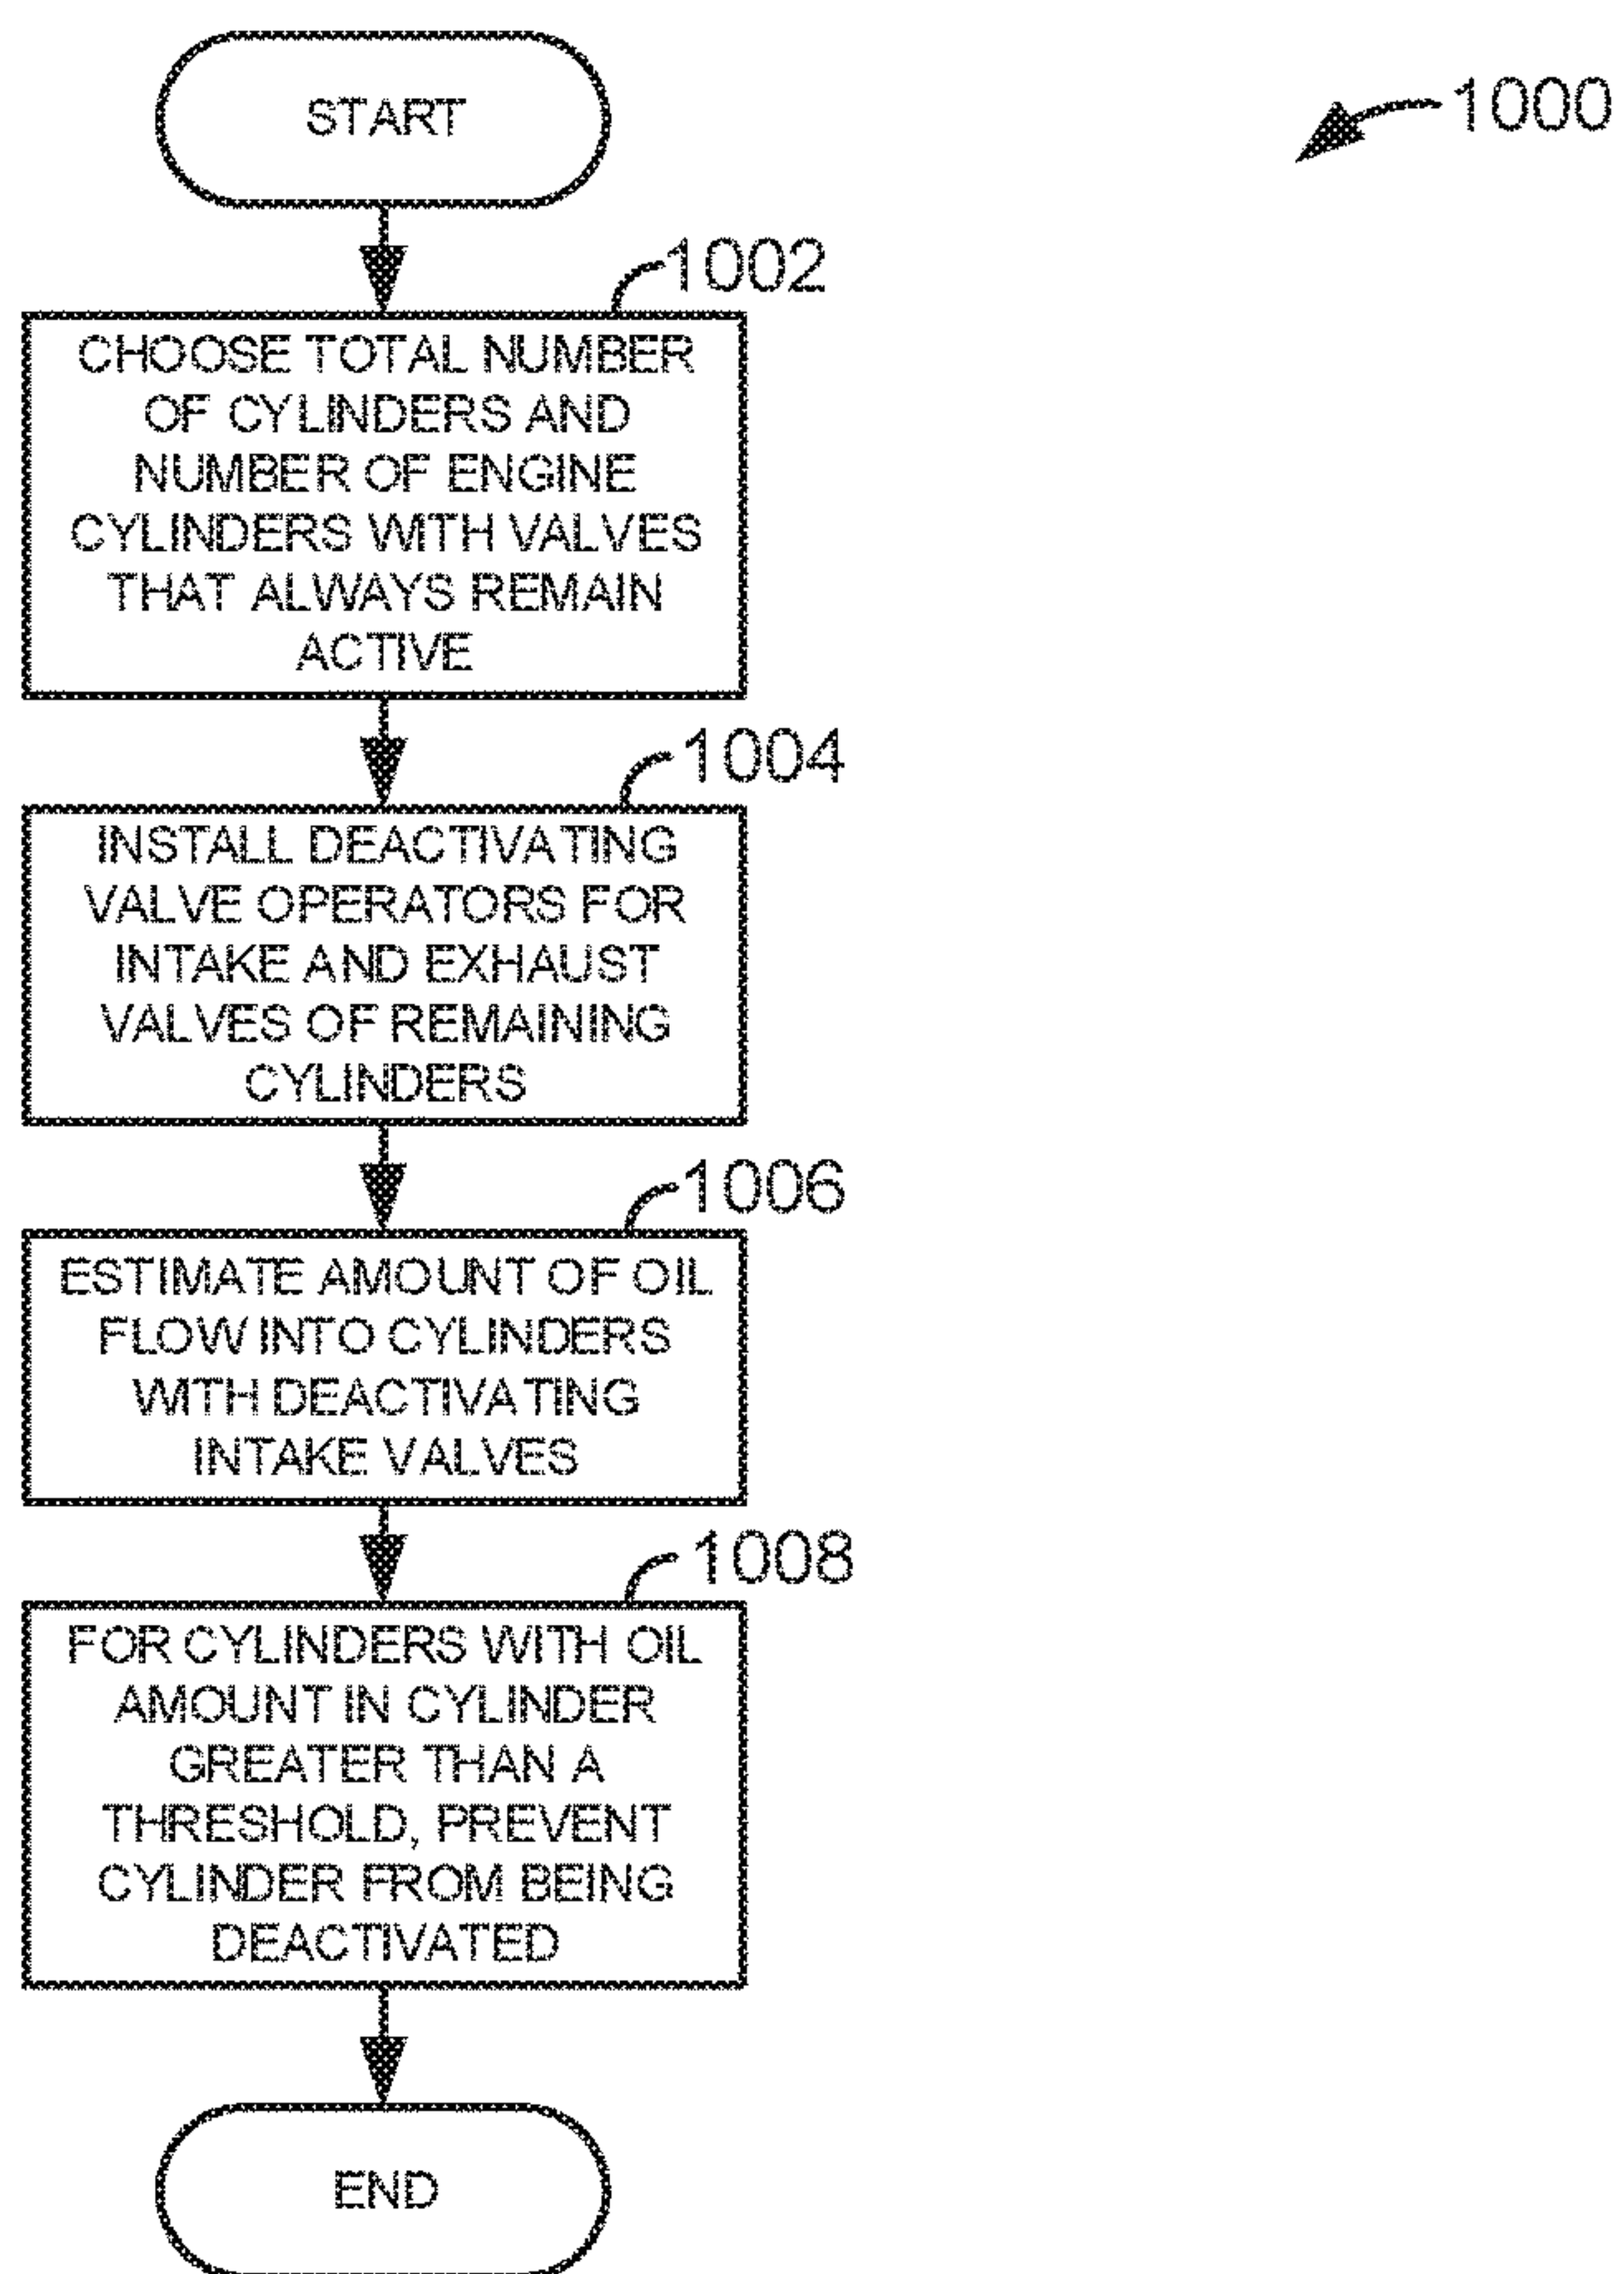 START
1000
1002
CHOOSE TOTAL NUMBER
OF CYLINDERS AND
NUMBER OF ENGINE
CYLINDERS WITH VALVES
THAT ALWAYS REMAIN
ACTIVE
1004
INSTALL DEACTIVATING
VALVE OPERATORS FOR
INTAKE AND EXHAUST
VALVES OF REMAINING
CYLINDERS
1006
ESTIMATE AMOUNT OF OIL
FLOW INTO CYLINDERS
WITH DEACTIVATING
INTAKE VALVES
1008
FOR CYLINDERS WITH OIL
AMOUNT IN CYLINDER
GREATER THAN A
THRESHOLD, PREVENT
CYLINDER FROM BEING
DEACTIVATED
END